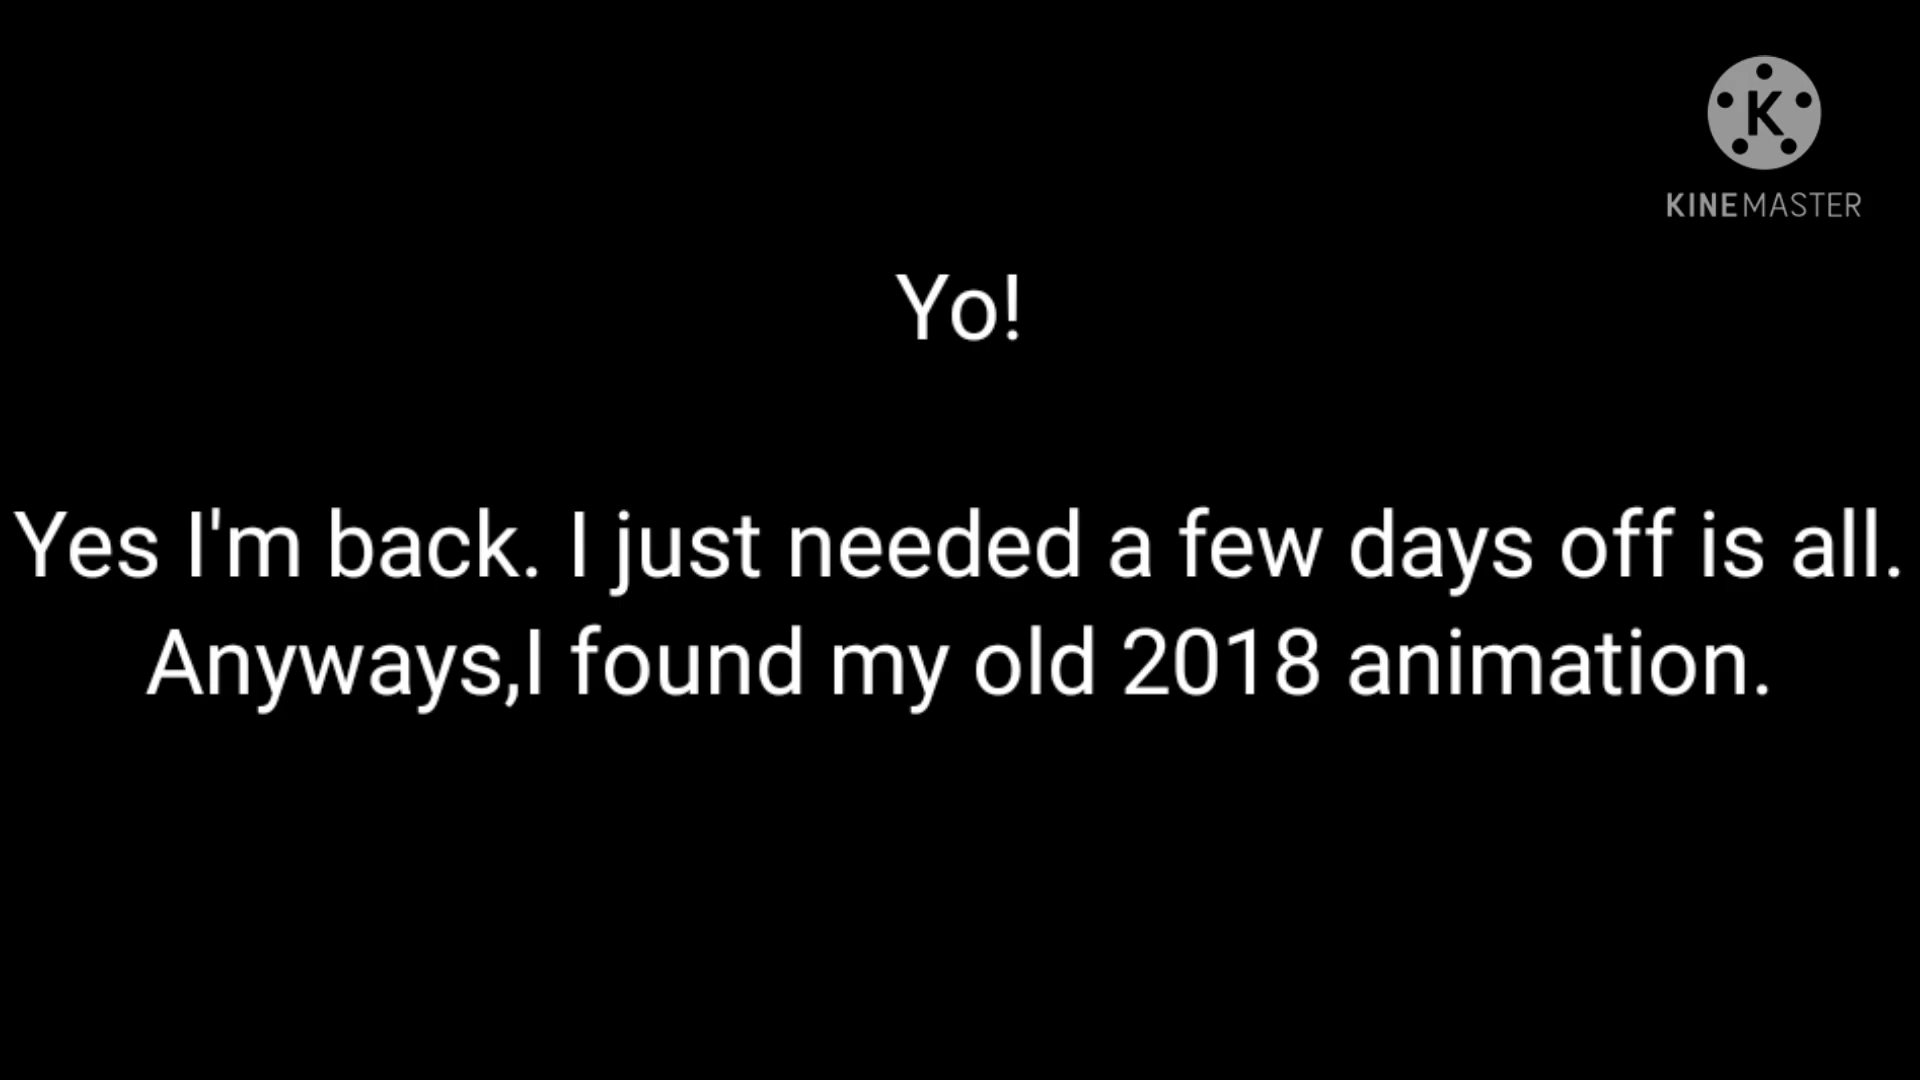 K
KINEMASTER
Yo!
Yes I'm back. I just needed a few days off is all.
Anyways,I found my old 2018 animation.